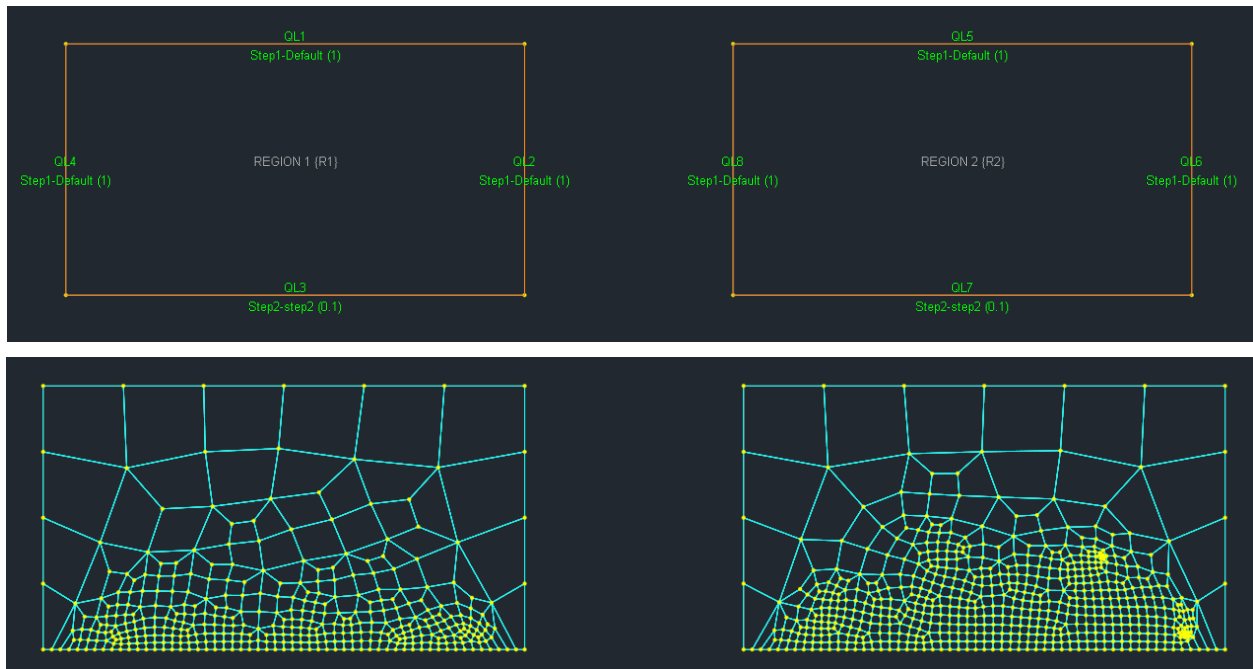 QL1
Step1-Default (1)
QL5
Step1-Default (1)
QL4
Step1-Default (1)
REGION 1 {R1}
QL2
Step1-Default (1)
QL8
Step1-Default (1)
REGION 2 {R2}
QL6
Step1-Default (1)
QL3
Step2-step2 (0.1)
QL7
Step2-step2 (0.1)